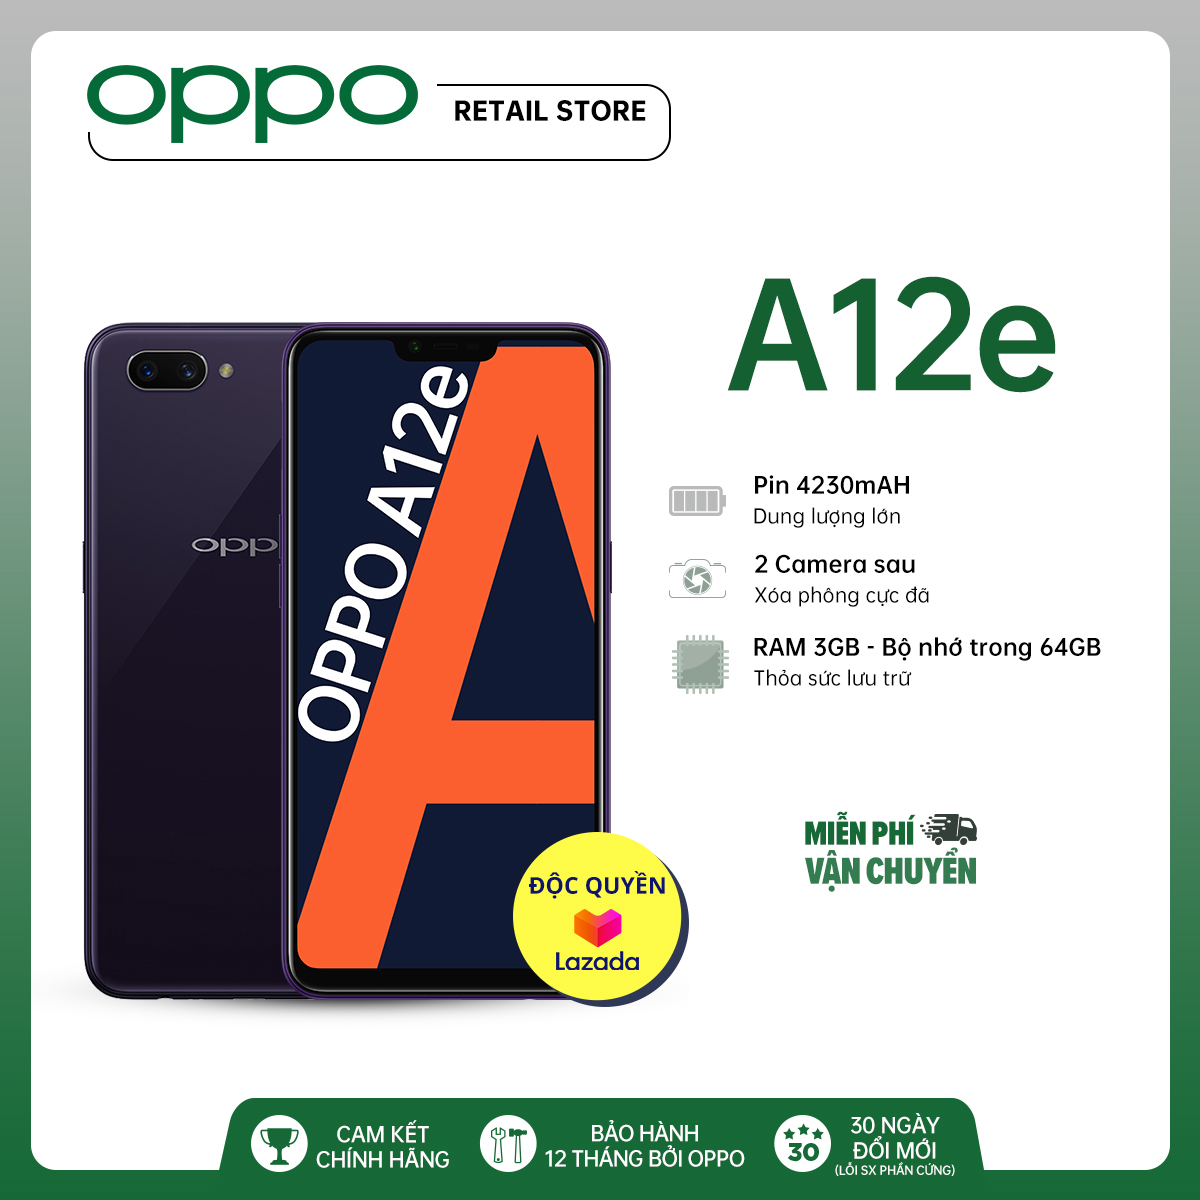 oppo
RETAIL STORE
A12e
OPPO A12e
oppo
Pin 4230mAH
Dung lượng lớn
2 Camera sau
Xóa phông cực đã
RAM 3GB - Bộ nhớ trong 64GB
Thỏa sức lưu trữ
MIỄN PHÍ
VẬN CHUYỂN
ĐỘC QUYỀN
Lazada
CAM KẾT
CHÍNH HÃNG
BẢO HÀNH
12 THÁNG BỞI OPPO
30
30 NGÀY
ĐỔI MỚI
(LỖI SX PHẦN CỨNG)